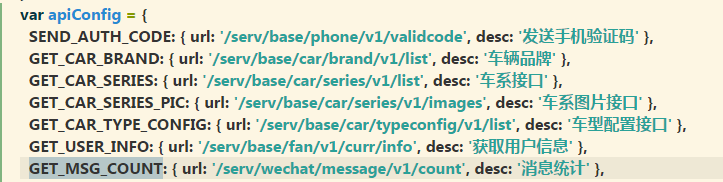 var apiConfig = {
SEND_AUTH_CODE: { url: '/serv/base/phone/v1/validcode', desc: '发送手机验证码' },
GET_CAR_BRAND: { url: '/serv/base/car/brand/v1/list', desc: '车辆品牌' },
GET_CAR_SERIES: { url: '/serv/base/car/series/v1/list', desc: '车系接口' },
GET_CAR_SERIES_PIC: { url: '/serv/base/car/series/v1/images', desc: '车系图片接口' },
GET_CAR_TYPE_CONFIG: { url: '/serv/base/car/typeconfig/v1/list', desc: '车型配置接口' },
GET_USER_INFO: { url: '/serv/base/fan/v1/curr/info', desc: '获取用户信息' },
GET_MSG_COUNT: { url: '/serv/wechat/message/v1/count', desc: '消息统计' },